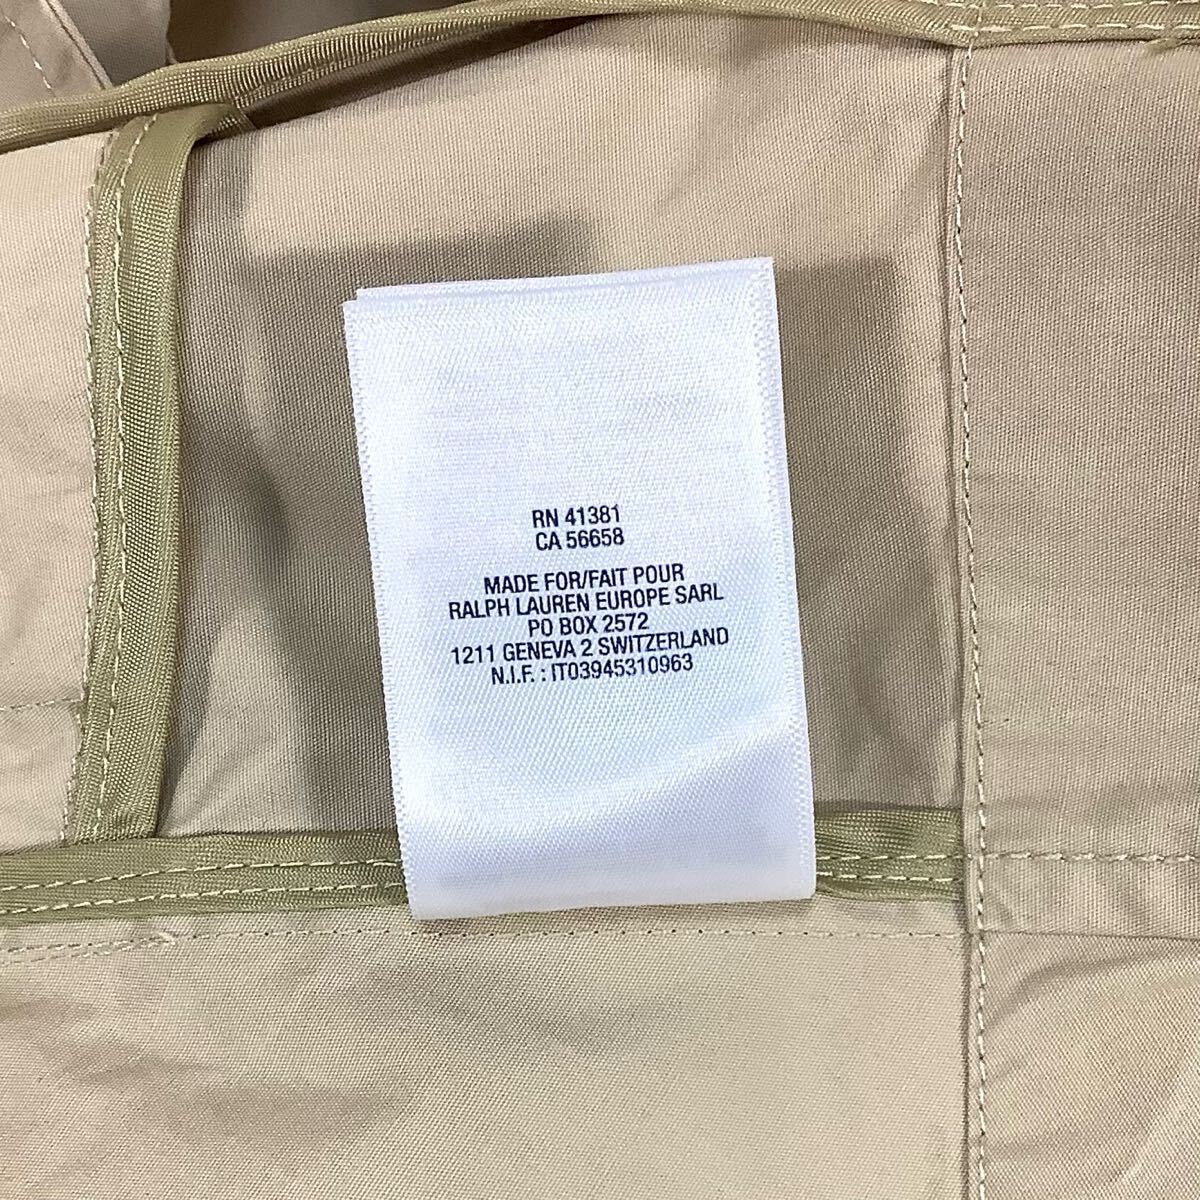 RN 41381
CA 56658
MADE FOR/FAIT POUR
RALPH LAUREN EUROPE SARL
PO BOX 2572
1211 GENEVA 2 SWITZERLAND
N.I.F. : IT03945310963